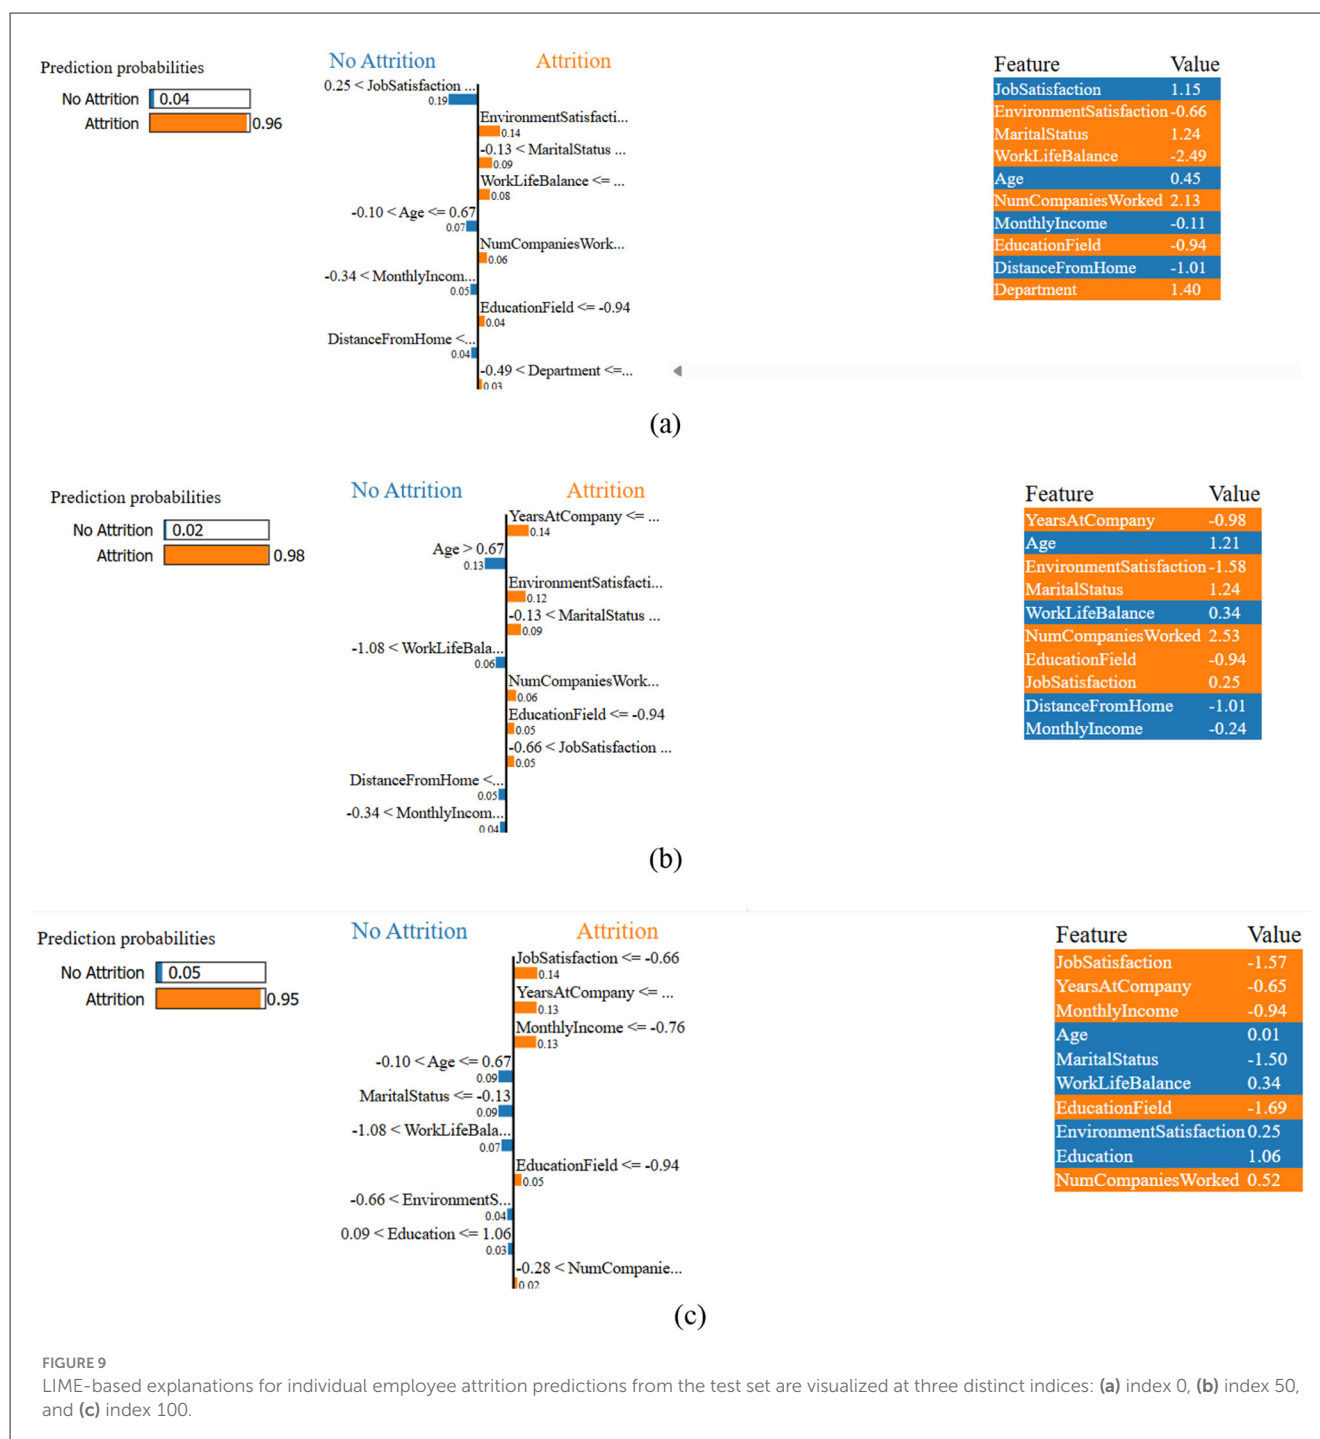 Prediction probabilities
No Attrition 0.04
Attrition 0.96
No Attrition Attrition
0.25 < JobSatisfaction ...
0.19
EnvironmentSatisfacti...
0.14
-0.13 < MaritalStatus ...
0.09
WorkLifeBalance <= ...
0.08
-0.10 < Age <= 0.67
0.07
NumCompaniesWork...
0.06
-0.34 < MonthlyIncom...
0.05
EducationField <= -0.94
0.04
DistanceFromHome <...
0.04
-0.49 < Department <=...
0.03
Feature Value
JobSatisfaction 1.15
EnvironmentSatisfaction -0.66
MaritalStatus 1.24
WorkLifeBalance -2.49
Age 0.45
NumCompaniesWorked 2.13
MonthlyIncome -0.11
EducationField -0.94
DistanceFromHome -1.01
Department 1.40
(a)
Prediction probabilities
No Attrition 0.02
Attrition 0.98
No Attrition Attrition
YearsAtCompany <= ...
0.14
Age > 0.67
0.13
EnvironmentSatisfacti...
0.12
-0.13 < MaritalStatus ...
0.09
-1.08 < WorkLifeBala...
0.06
NumCompaniesWork...
0.06
EducationField <= -0.94
0.05
-0.66 < JobSatisfaction ...
0.05
DistanceFromHome <...
0.05
-0.34 < MonthlyIncom...
0.04
Feature Value
YearsAtCompany -0.98
Age 1.21
EnvironmentSatisfaction -1.58
MaritalStatus 1.24
WorkLifeBalance 0.34
NumCompaniesWorked 2.53
EducationField -0.94
JobSatisfaction 0.25
DistanceFromHome -1.01
MonthlyIncome -0.24
(b)
Prediction probabilities
No Attrition 0.05
Attrition 0.95
No Attrition Attrition
JobSatisfaction <= -0.66
0.14
YearsAtCompany <= ...
0.13
MonthlyIncome <= -0.76
0.13
-0.10 < Age <= 0.67
0.09
MaritalStatus <= -0.13
0.09
-1.08 < WorkLifeBala...
0.07
EducationField <= -0.94
0.05
-0.66 < EnvironmentS...
0.04
0.09 < Education <= 1.06
0.03
-0.28 < NumCompanie...
0.02
Feature Value
JobSatisfaction -1.57
YearsAtCompany -0.65
MonthlyIncome -0.94
Age 0.01
MaritalStatus -1.50
WorkLifeBalance 0.34
EducationField -1.69
EnvironmentSatisfaction 0.25
Education 1.06
NumCompaniesWorked 0.52
(c)
FIGURE 9
LIME-based explanations for individual employee attrition predictions from the test set are visualized at three distinct indices: (a) index 0, (b) index 50,
and (c) index 100.